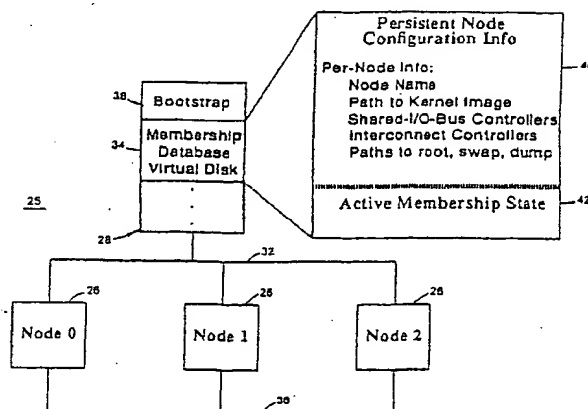 Persistent Node
Configuration Info
Per-Node Info:
Node Name
Path to Kernel Image
Shared-I/O-Bus Controllers
Interconnect Controllers
Paths to root, swap, dump
Active Membership State
42
38
Bootstrap
34
Membership
Database
Virtual Disk
25
28
32
26
26
26
Node 0
Node 1
Node 2